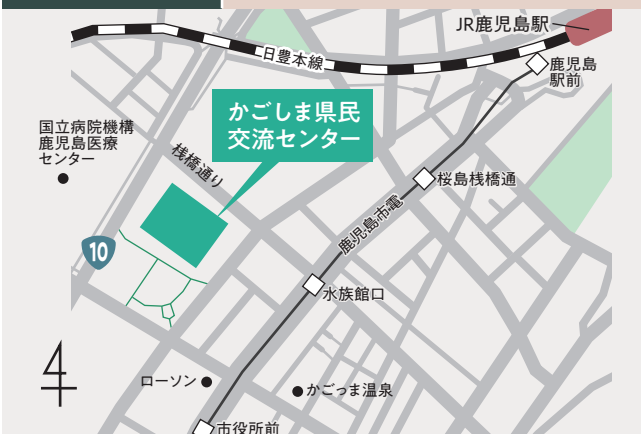 JR鹿児島駅
日豊本線
鹿児島
駅前
かごしま県民
交流センター
国立病院機構
鹿児島医療
センター
桟橋通り
桜島桟橋通
鹿児島市電
10
水族館口
ローソン
かごっま温泉
市役所前